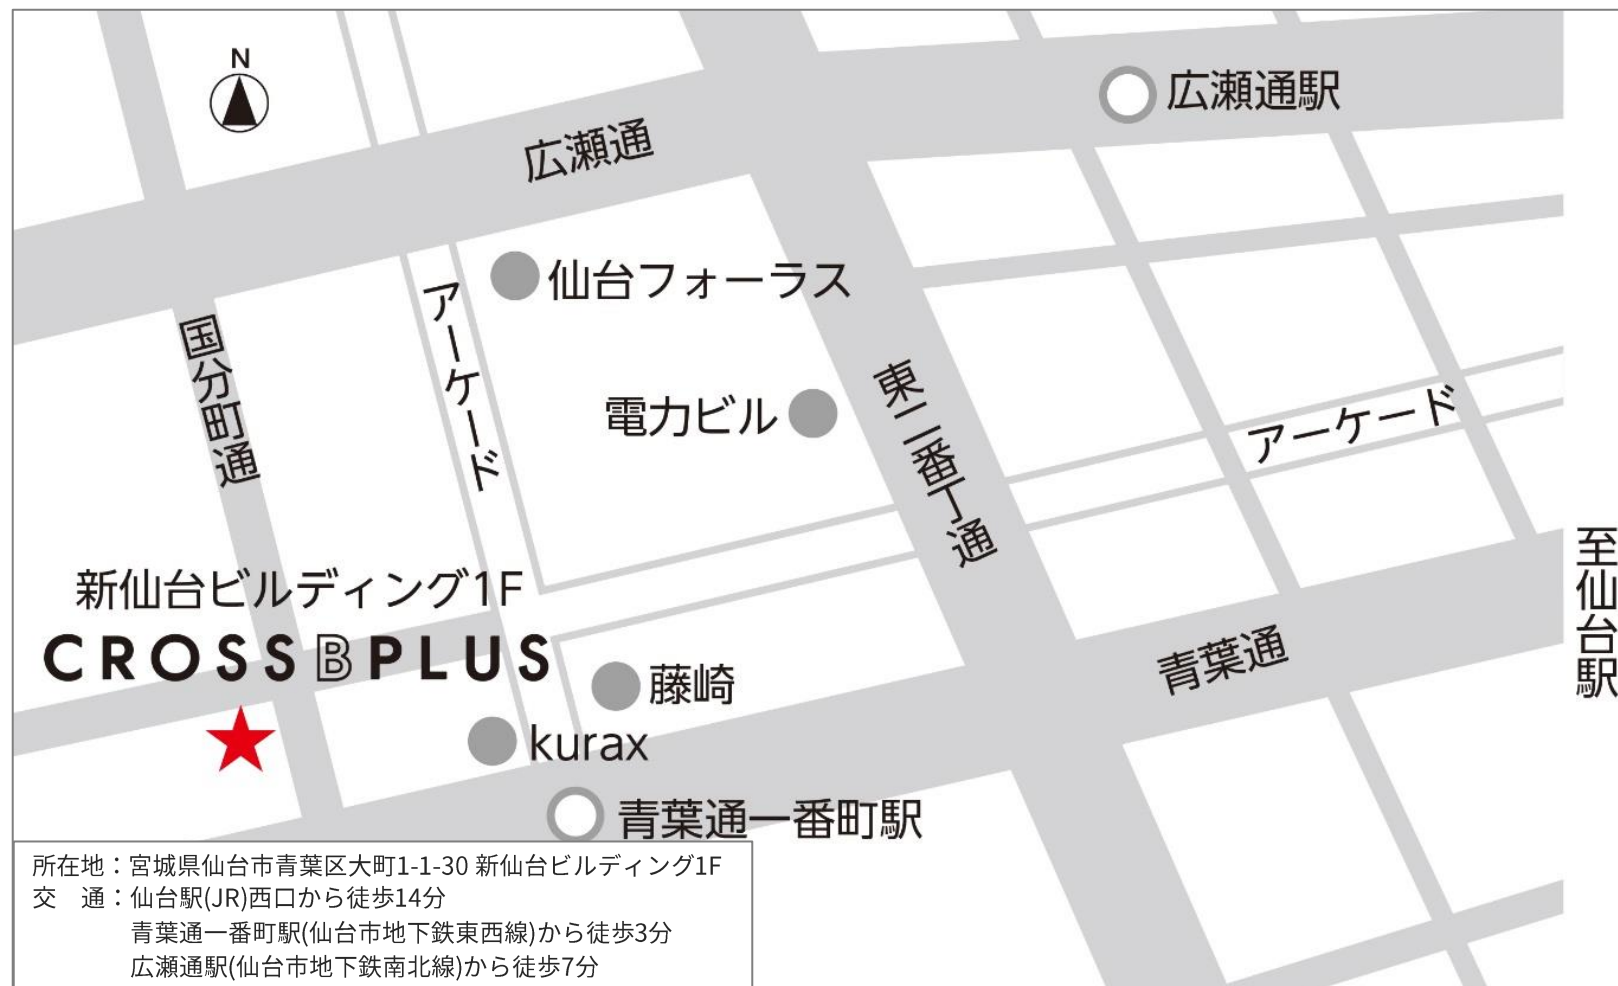 N
広瀬通駅
広瀬通
仙台フォーラス
アーケード
国分町通
電力ビル
東二番丁通
アーケード
至仙台駅
新仙台ビルディング1F
CROSS B PLUS
藤崎
青葉通
kurax
青葉通一番町駅
所在地：宮城県仙台市青葉区大町1-1-30 新仙台ビルディング1F
交　通：仙台駅(JR)西口から徒歩14分
青葉通一番町駅(仙台市地下鉄東西線)から徒歩3分
広瀬通駅(仙台市地下鉄南北線)から徒歩7分